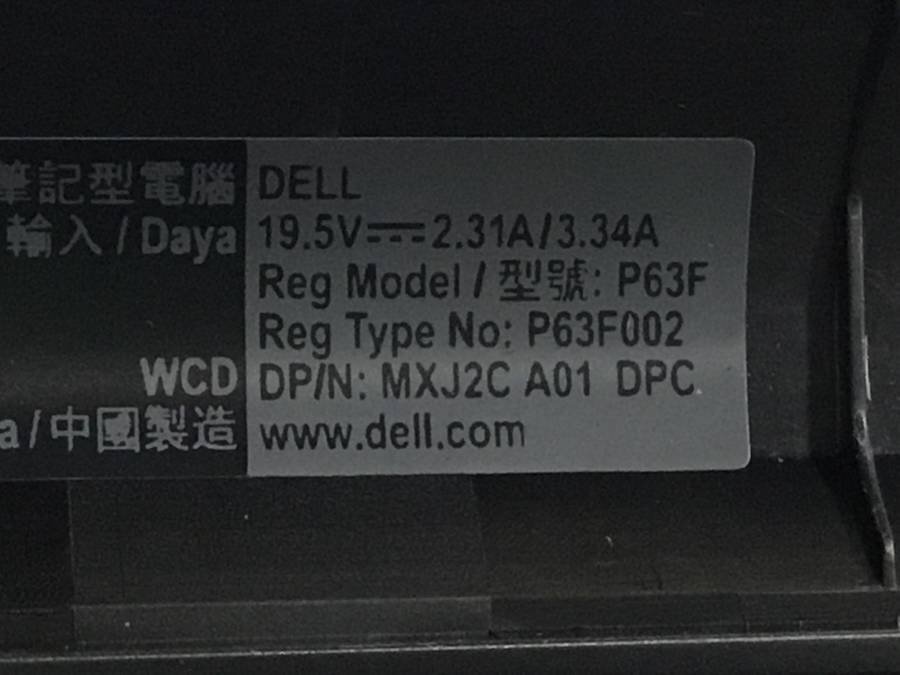 筆記型電腦 DELL
輸入 / Daya 19.5V⎓2.31A/3.34A
Reg Model / 型號: P63F
Reg Type No: P63F002
WCD DP/N: MXJ2C A01 DPC
a / 中國製造 www.dell.com